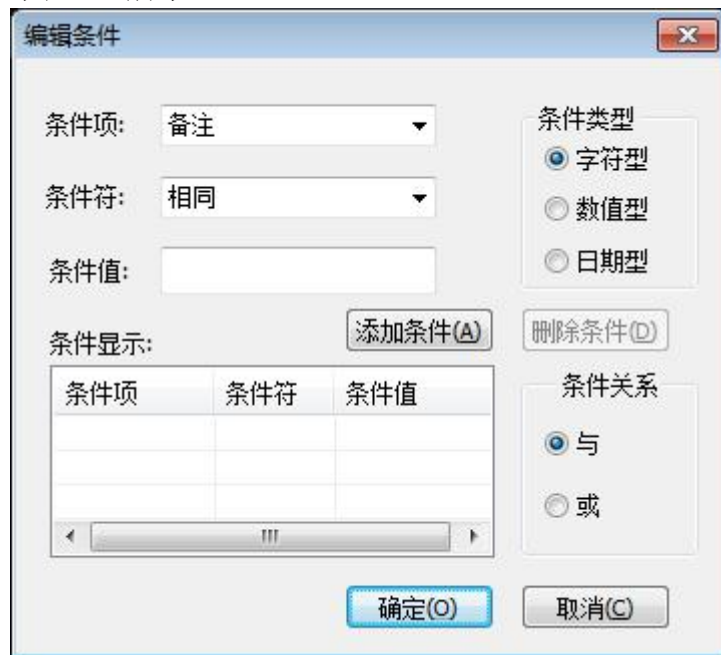 编辑条件
条件项: 备注
条件符: 相同
条件值:
条件类型
字符型
数值型
日期型
添加条件(A) 删除条件(D)
条件显示:
条件项 条件符 条件值
条件关系
与
或
确定(O) 取消(C)